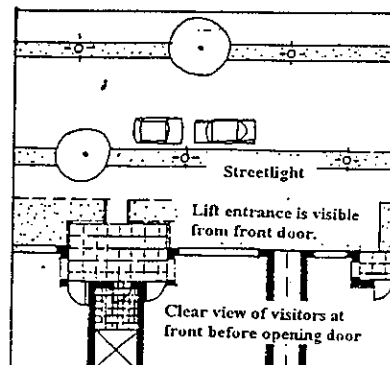 Streetlight
Lift entrance is visible
from front door.
Clear view of visitors at
front before opening door